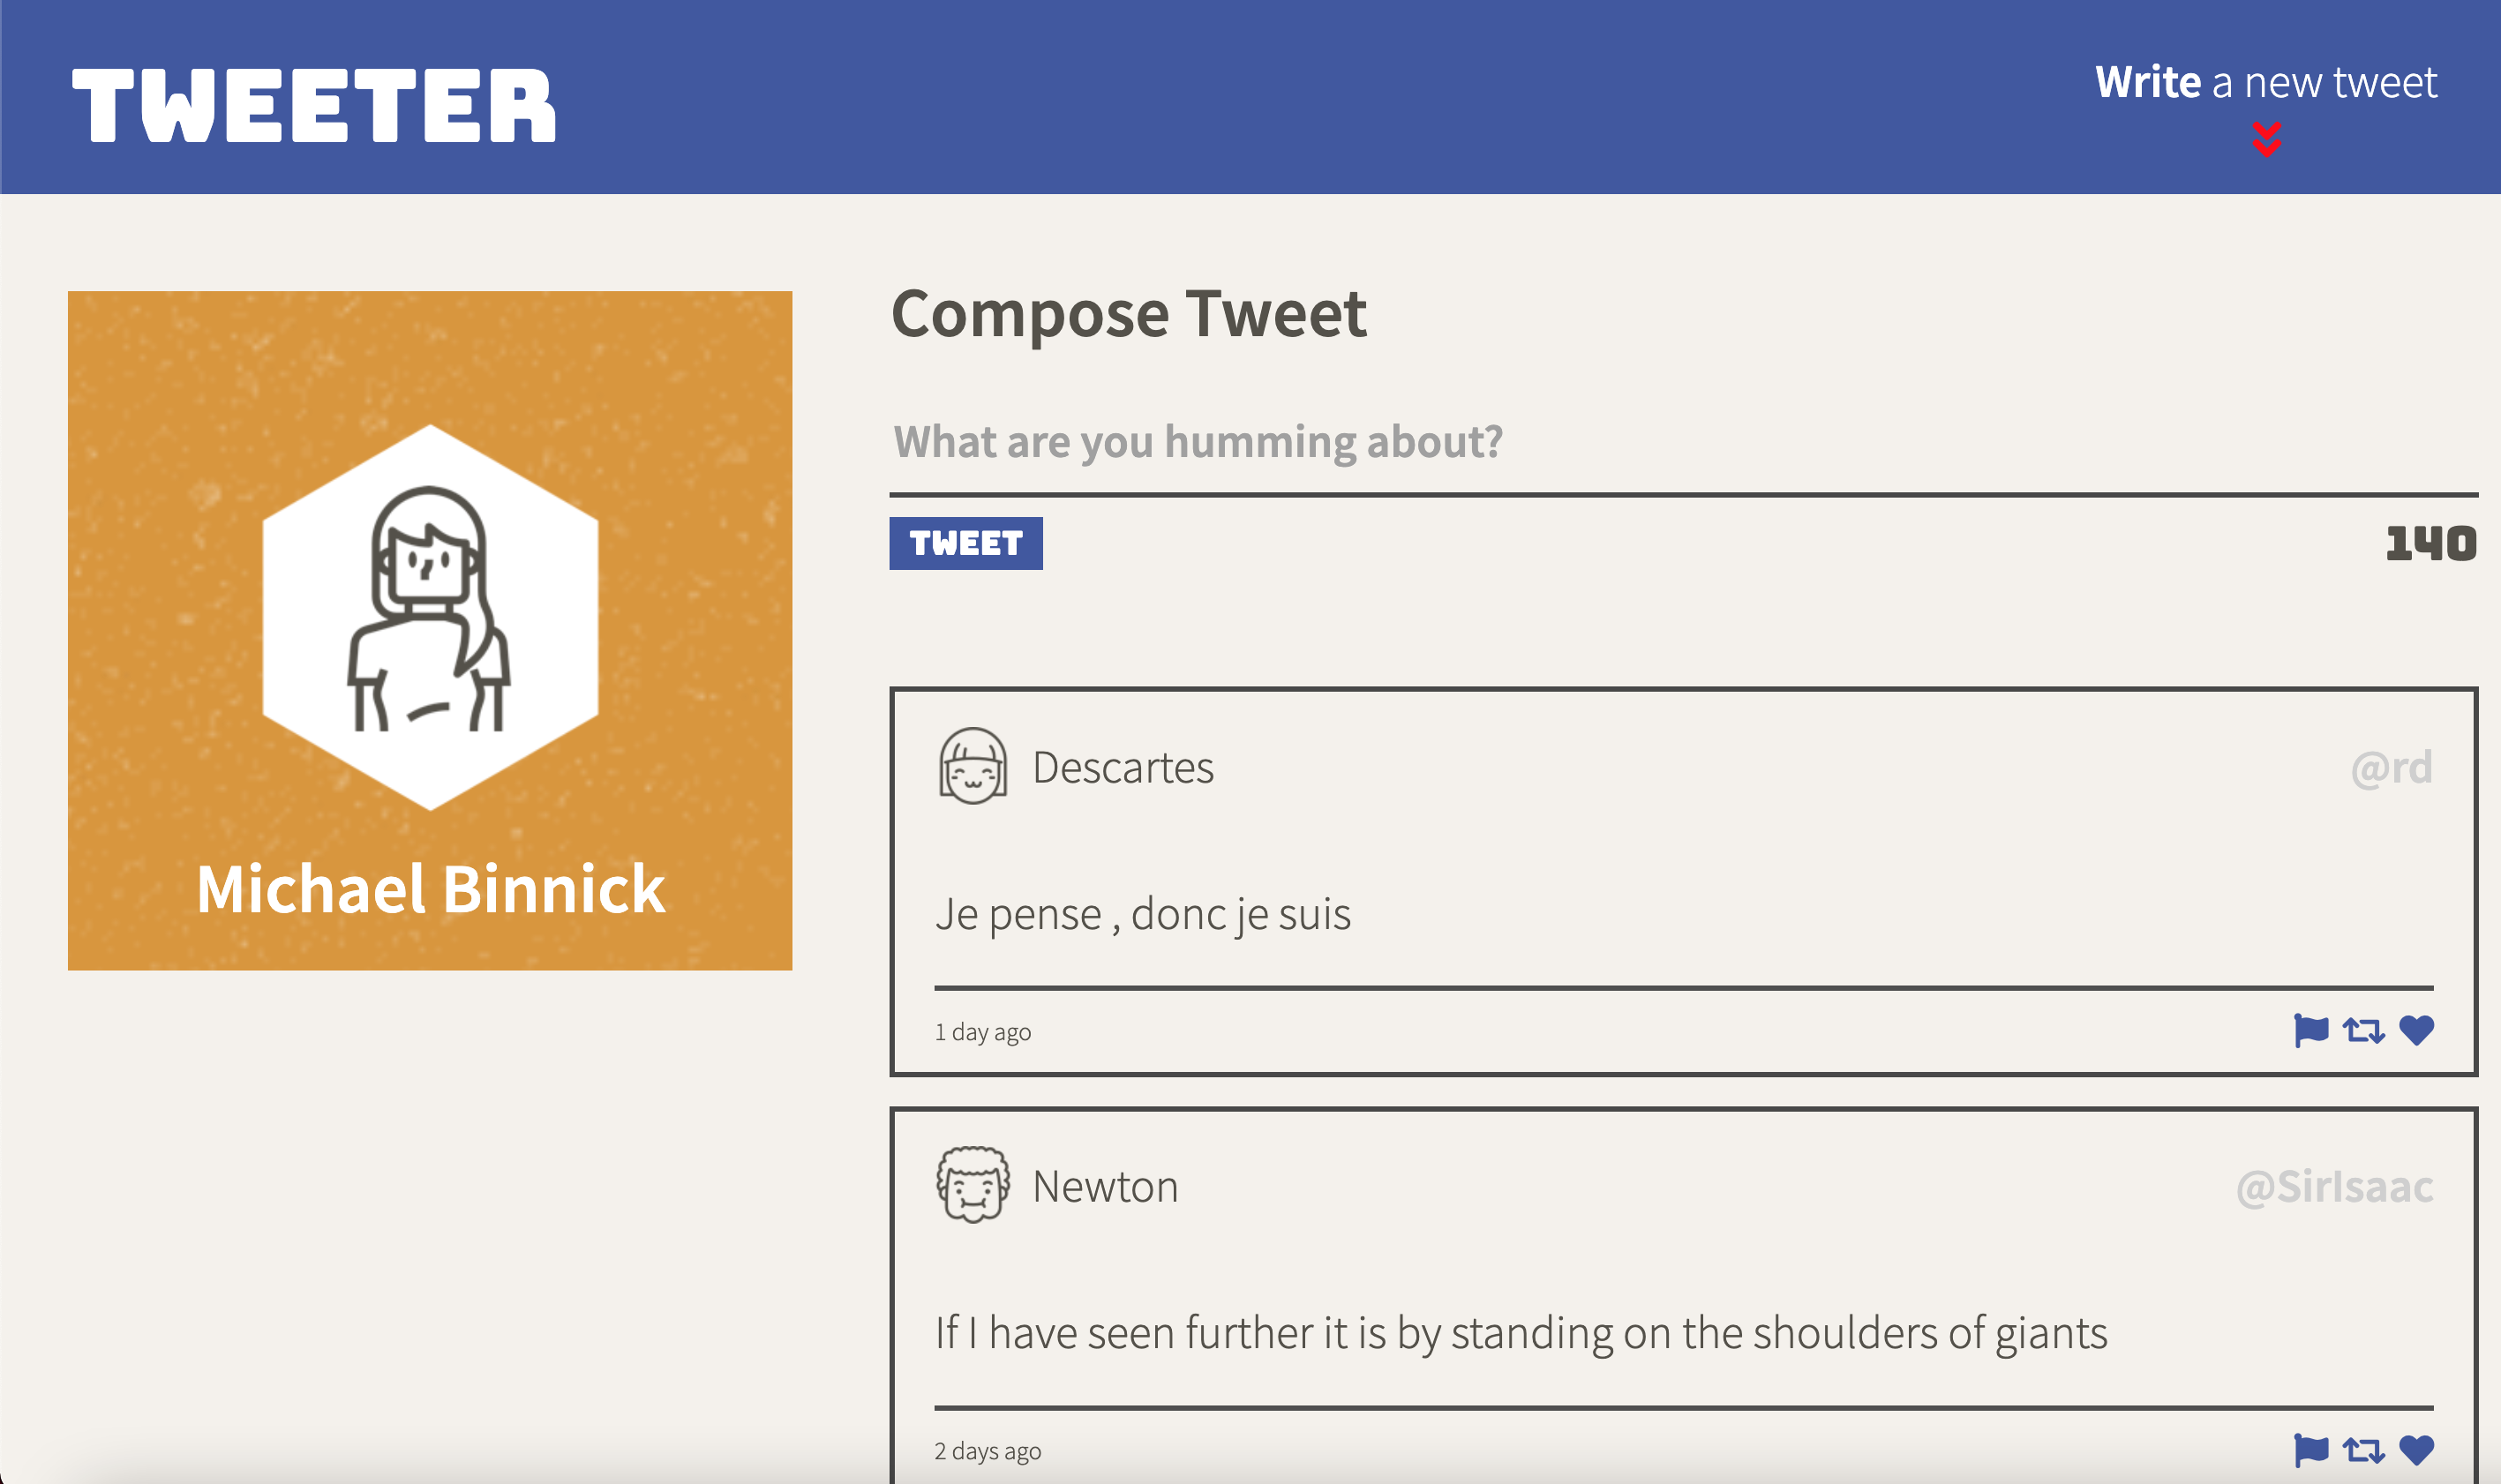 TWEETER
Write a new tweet
Michael Binnick
Compose Tweet
What are you humming about?
TWEET
140
Descartes
@rd
Je pense , donc je suis
1 day ago
Newton
@SirIsaac
If I have seen further it is by standing on the shoulders of giants
2 days ago